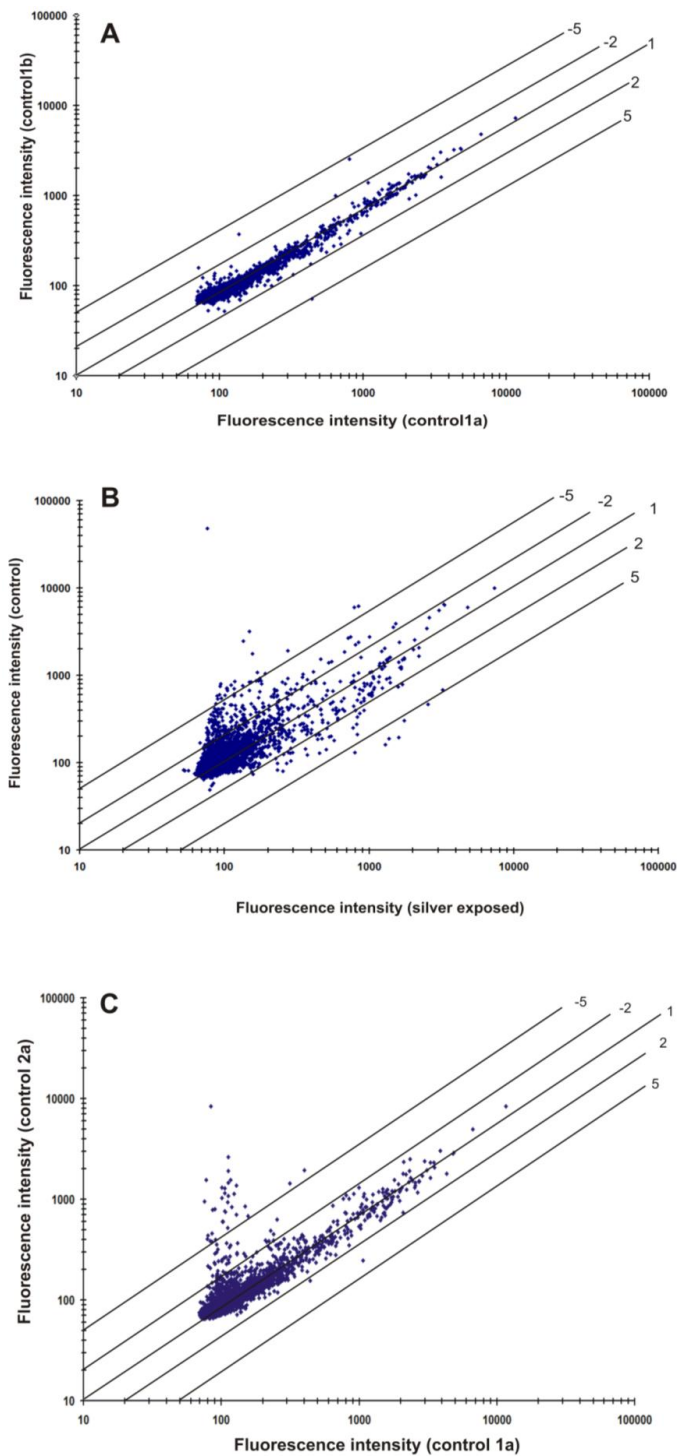 A
100000
10000
1000
100
10
Fluorescence intensity (control1b)
-5
-2
1
2
5
10 100 1000 10000 100000
Fluorescence intensity (control1a)
B
100000
10000
1000
100
10
Fluorescence intensity (control)
-5
-2
1
2
5
10 100 1000 10000 100000
Fluorescence intensity (silver exposed)
C
100000
10000
1000
100
10
Fluorescence intensity (control 2a)
-5
-2
1
2
5
10 100 1000 10000 100000
Fluorescence intensity (control 1a)